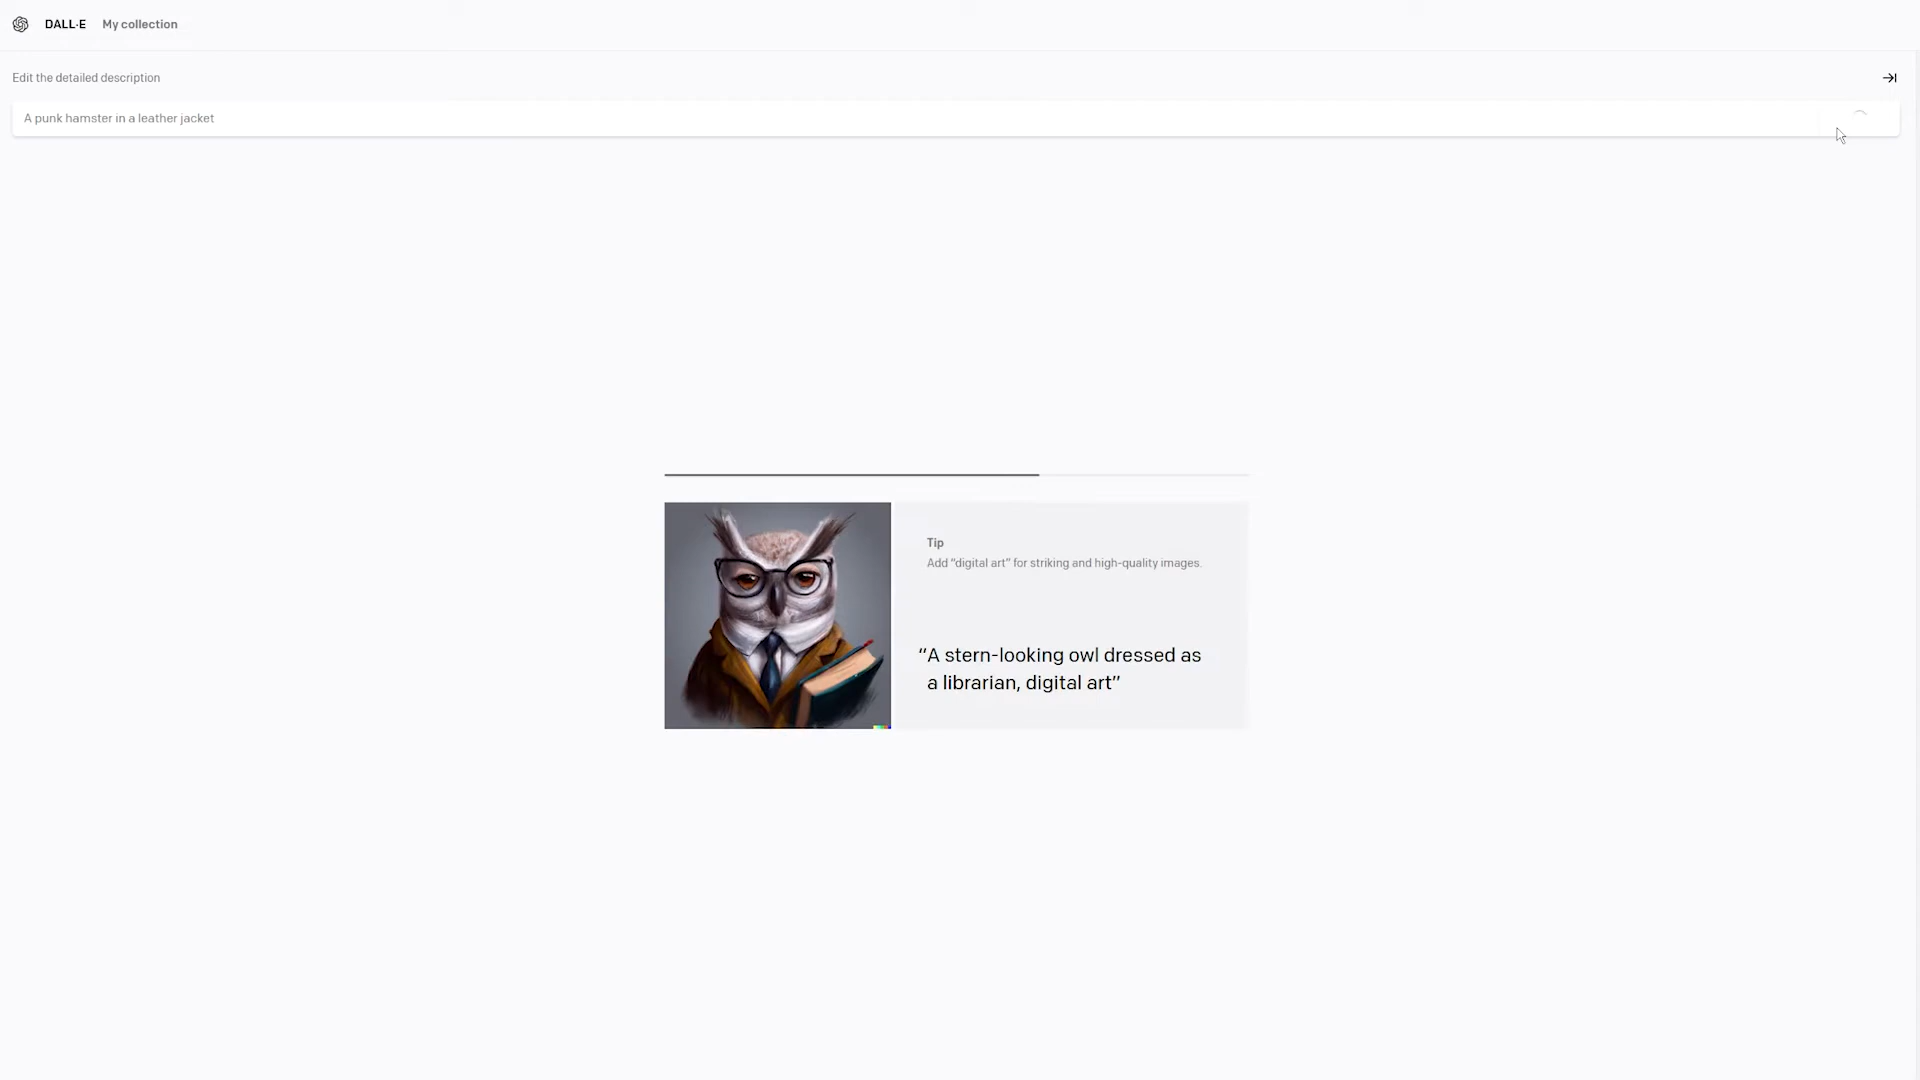 DALL·E My collection
Edit the detailed description
A punk hamster in a leather jacket
Tip
Add “digital art” for striking and high-quality images.
“A stern-looking owl dressed as
a librarian, digital art”